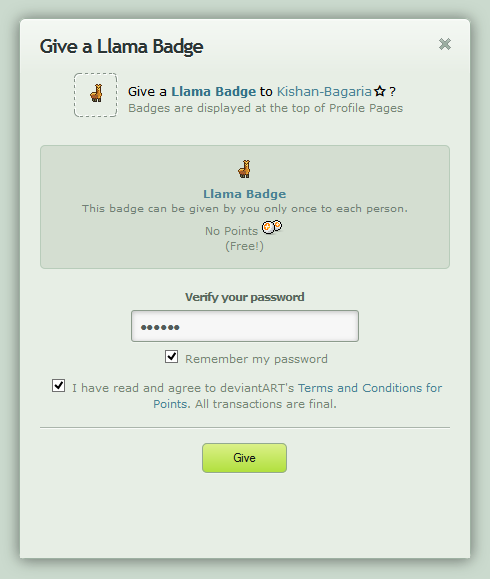 Give a Llama Badge
Give a Llama Badge to Kishan-Bagaria ?
Badges are displayed at the top of Profile Pages
Llama Badge
This badge can be given by you only once to each person.
No Points
(Free!)
Verify your password
••••••
Remember my password
I have read and agree to deviantART's Terms and Conditions for
Points. All transactions are final.
Give